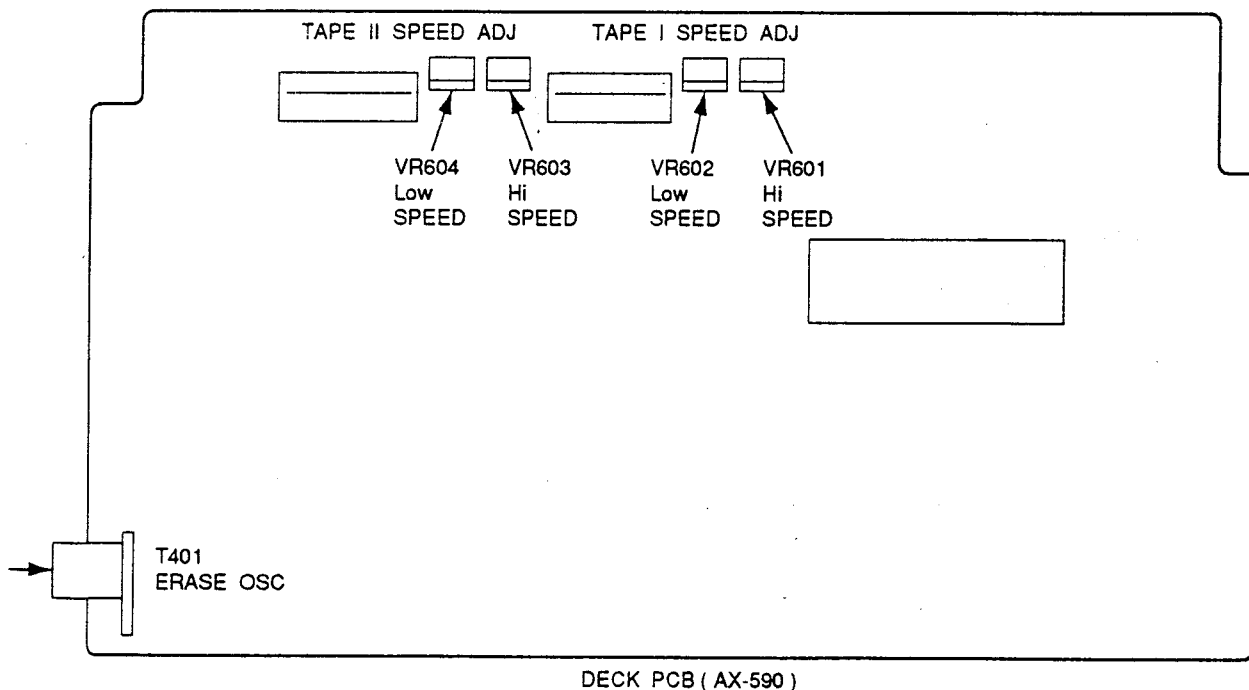 TAPE II SPEED ADJ
TAPE I SPEED ADJ
VR604
Low
SPEED
VR603
Hi
SPEED
VR602
Low
SPEED
VR601
Hi
SPEED
T401
ERASE OSC
DECK PCB ( AX-590 )